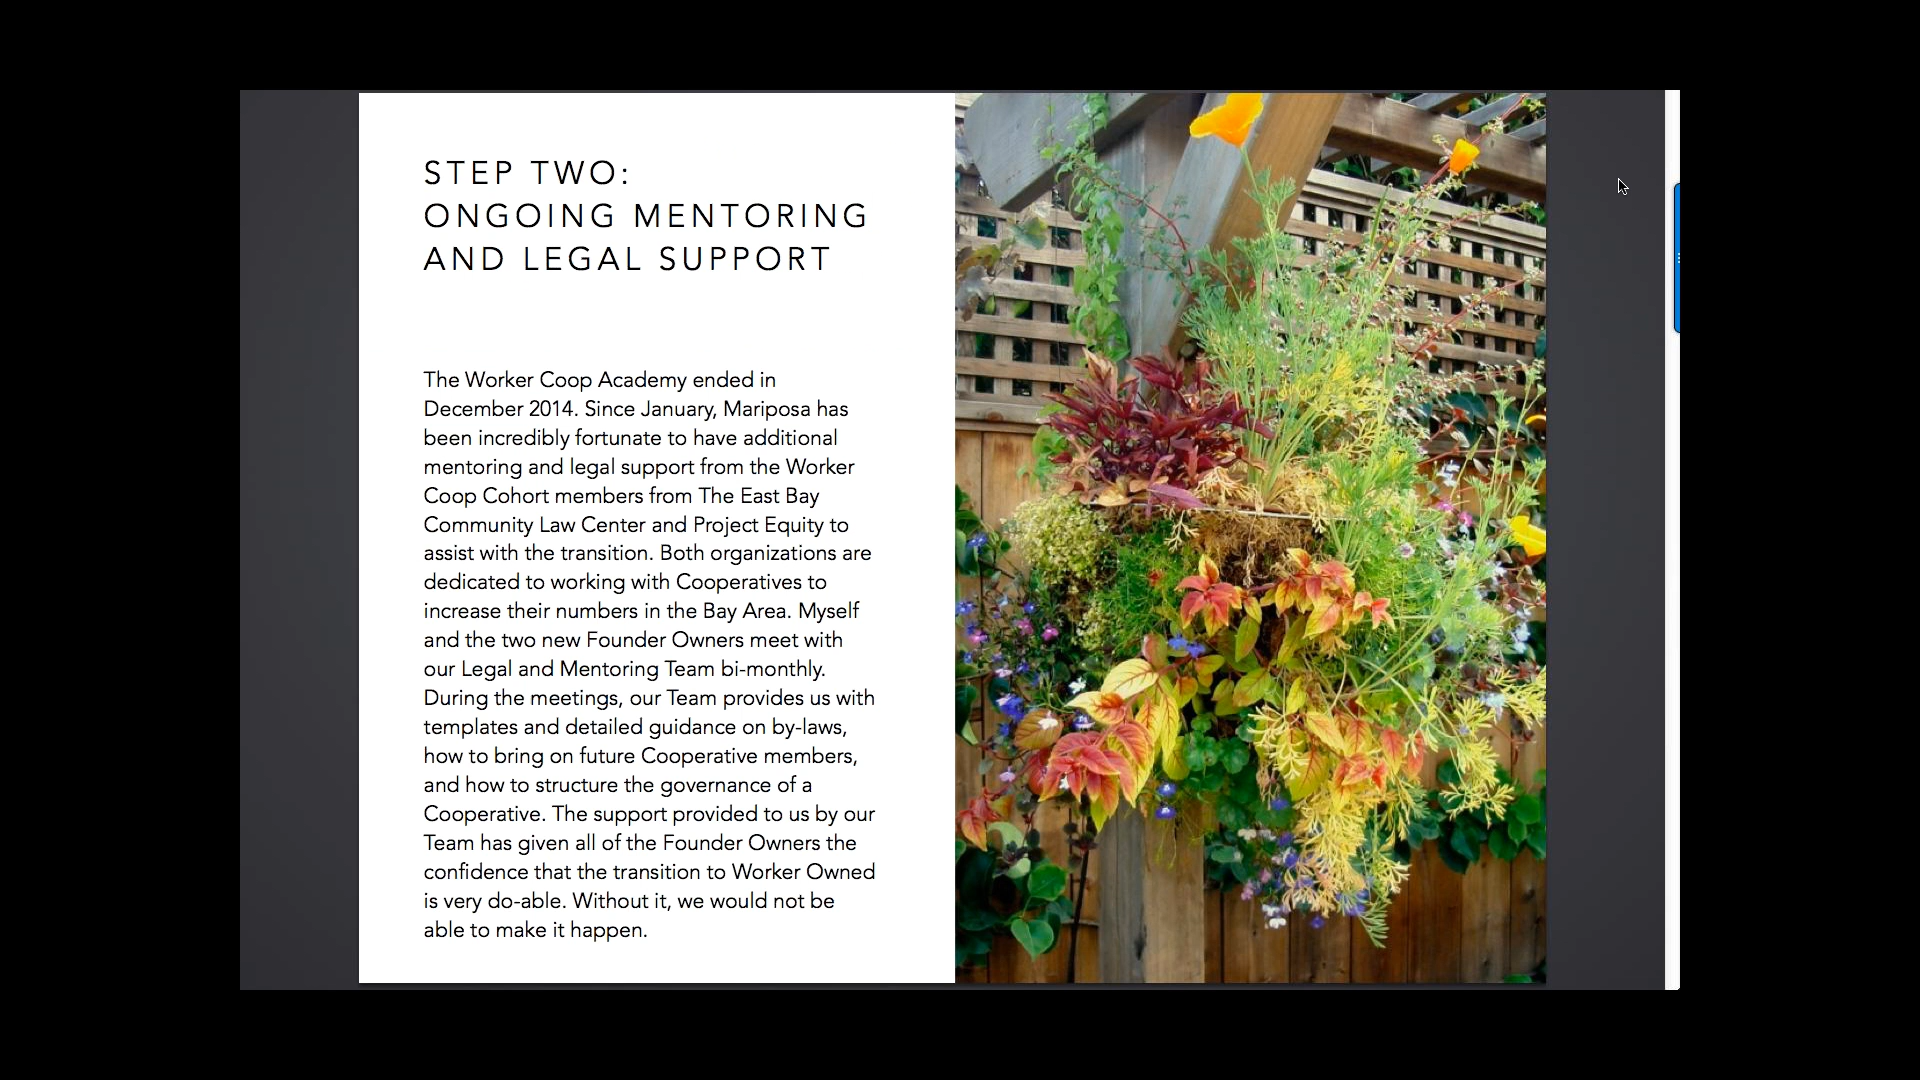 STEP TWO:
ONGOING MENTORING
AND LEGAL SUPPORT
The Worker Coop Academy ended in
December 2014. Since January, Mariposa has
been incredibly fortunate to have additional
mentoring and legal support from the Worker
Coop Cohort members from The East Bay
Community Law Center and Project Equity to
assist with the transition. Both organizations are
dedicated to working with Cooperatives to
increase their numbers in the Bay Area. Myself
and the two new Founder Owners meet with
our Legal and Mentoring Team bi-monthly.
During the meetings, our Team provides us with
templates and detailed guidance on by-laws,
how to bring on future Cooperative members,
and how to structure the governance of a
Cooperative. The support provided to us by our
Team has given all of the Founder Owners the
confidence that the transition to Worker Owned
is very do-able. Without it, we would not be
able to make it happen.